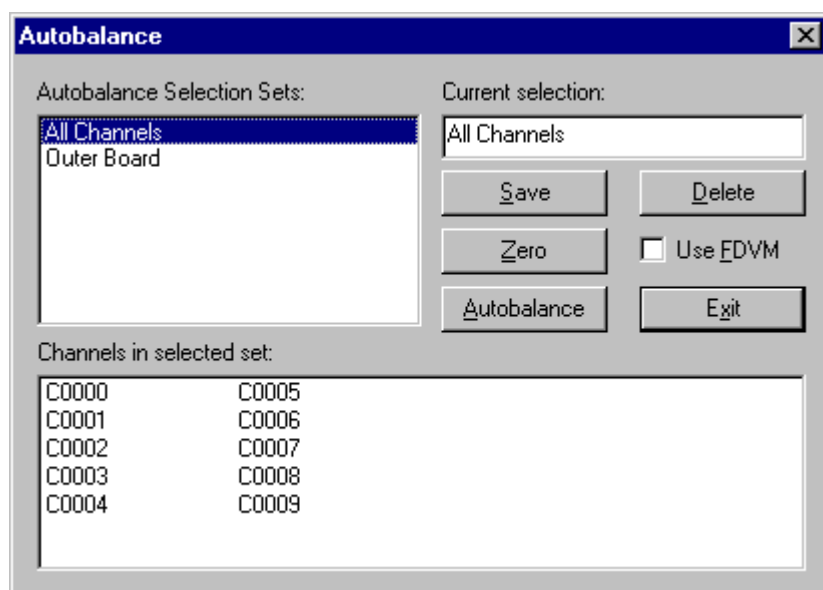 Autobalance
Autobalance Selection Sets:
All Channels
Outer Board
Current selection:
All Channels
Save
Delete
Zero
Use FDVM
Autobalance
Exit
Channels in selected set:
C0000 C0005
C0001 C0006
C0002 C0007
C0003 C0008
C0004 C0009